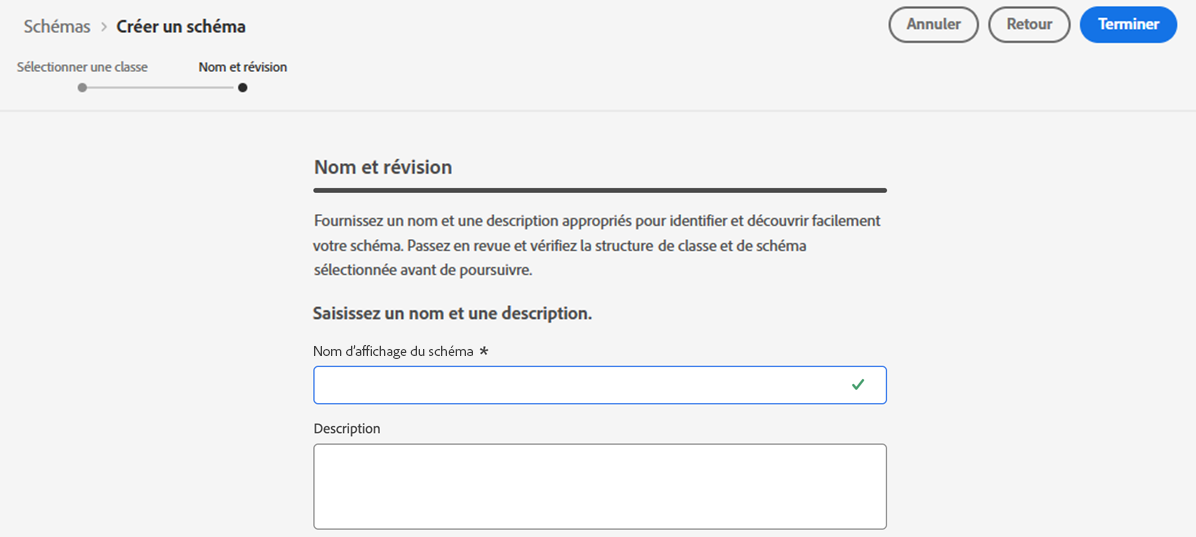 Schémas > Créer un schéma
Annuler
Retour
Terminer
Sélectionner une classe
Nom et révision
Nom et révision
Fournissez un nom et une description appropriés pour identifier et découvrir facilement
votre schéma. Passez en revue et vérifiez la structure de classe et de schéma
sélectionnée avant de poursuivre.
Saisissez un nom et une description.
Nom d'affichage du schéma *
Description